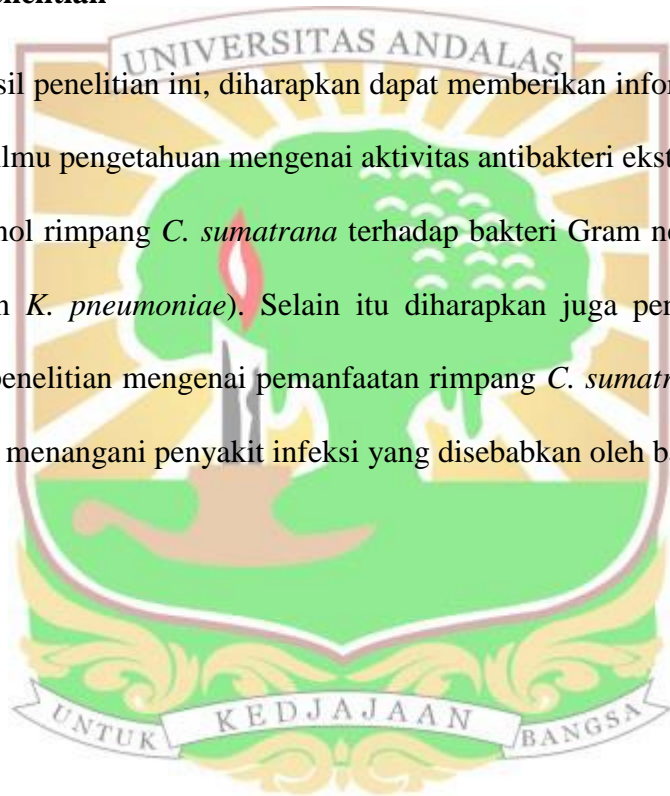 UNIVERSITAS ANDALAS
sil penelitian ini, diharapkan dapat memberikan infor
lmu pengetahuan mengenai aktivitas antibakteri ekst
nol rimpang C. sumatrana terhadap bakteri Gram ne
K. pneumoniae). Selain itu diharapkan juga per
penelitian mengenai pemanfaatan rimpang C. sumatr
menangani penyakit infeksi yang disebabkan oleh ba
UNTUK KEDJAJAAN BANGSA